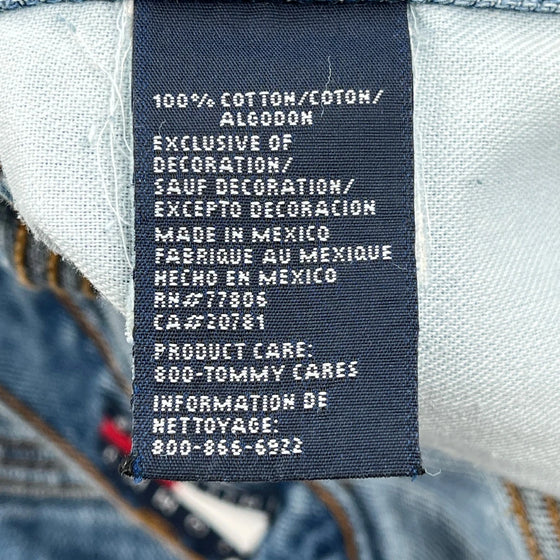 100% COTTON/COTON/
ALGODON
EXCLUSIVE OF
DECORATION/
SAUF DECORATION/
EXCEPTO DECORACION
MADE IN MEXICO
FABRIQUE AU MEXIQUE
HECHO EN MEXICO
RN#77806
CA#20781
PRODUCT CARE:
800-TOMMY CARES
INFORMATION DE
NETTOYAGE:
800-866-6922